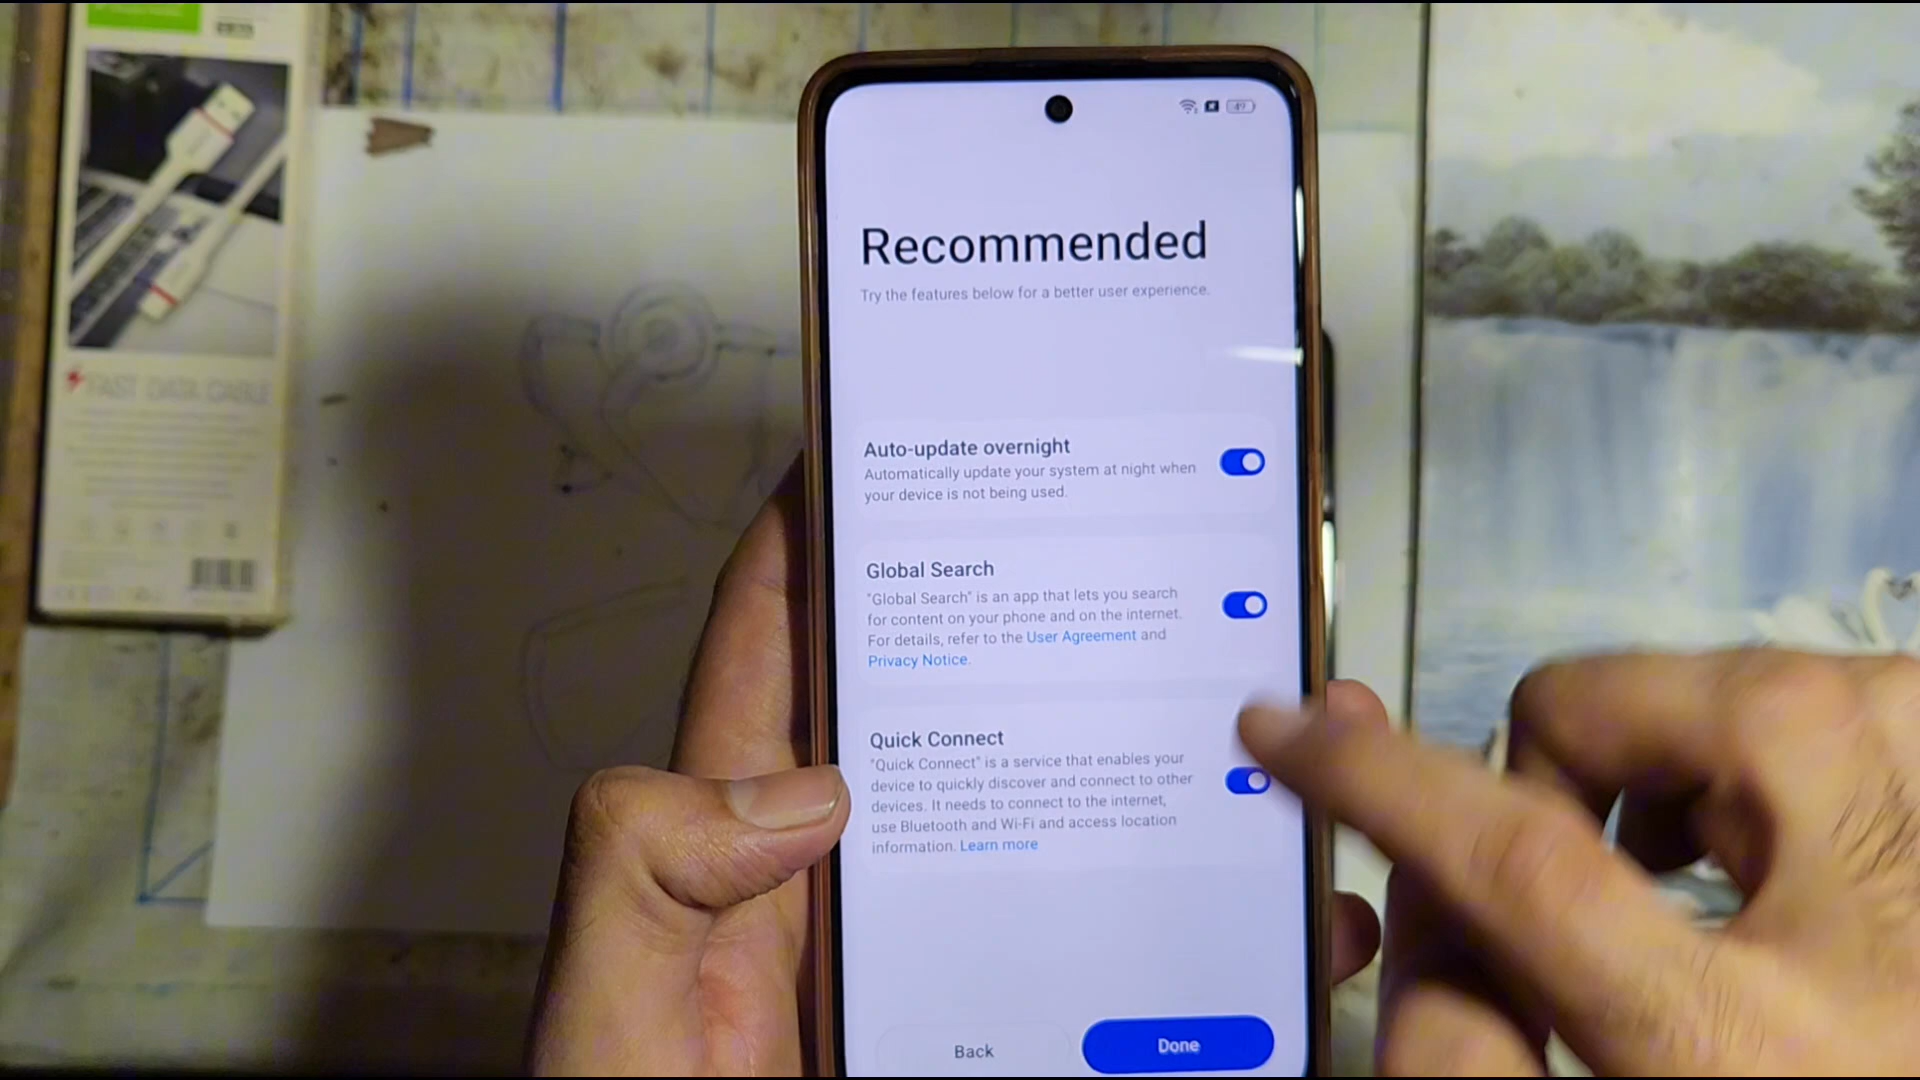 49
Recommended
Try the features below for a better user experience.
Auto-update overnight
Automatically update your system at night when
your device is not being used.
Global Search
"Global Search" is an app that lets you search
for content on your phone and on the internet.
For details, refer to the User Agreement and
Privacy Notice.
Quick Connect
"Quick Connect" is a service that enables your
device to quickly discover and connect to other
devices. It needs to connect to the internet,
use Bluetooth and Wi-Fi and access location
information. Learn more
Back
Done
FAST DATA CABLE